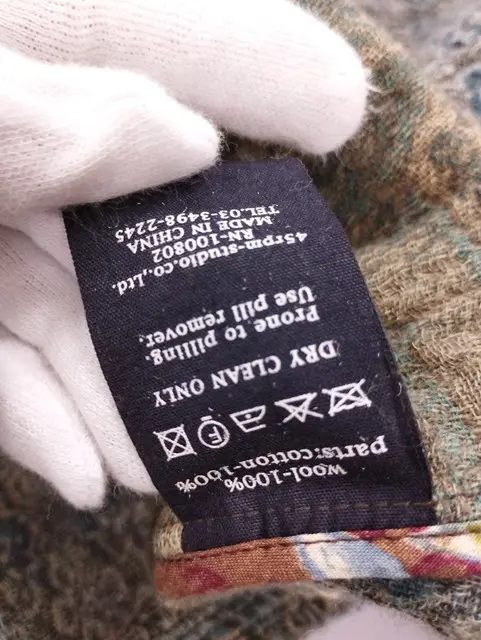 wool-100%
parts:cotton-100%
F
DRY CLEAN ONLY
Prone to pilling.
Use pill remover.
45rpm-studio.co.,Ltd.
RN-100802
MADE IN CHINA
TEL.03-3498-2245